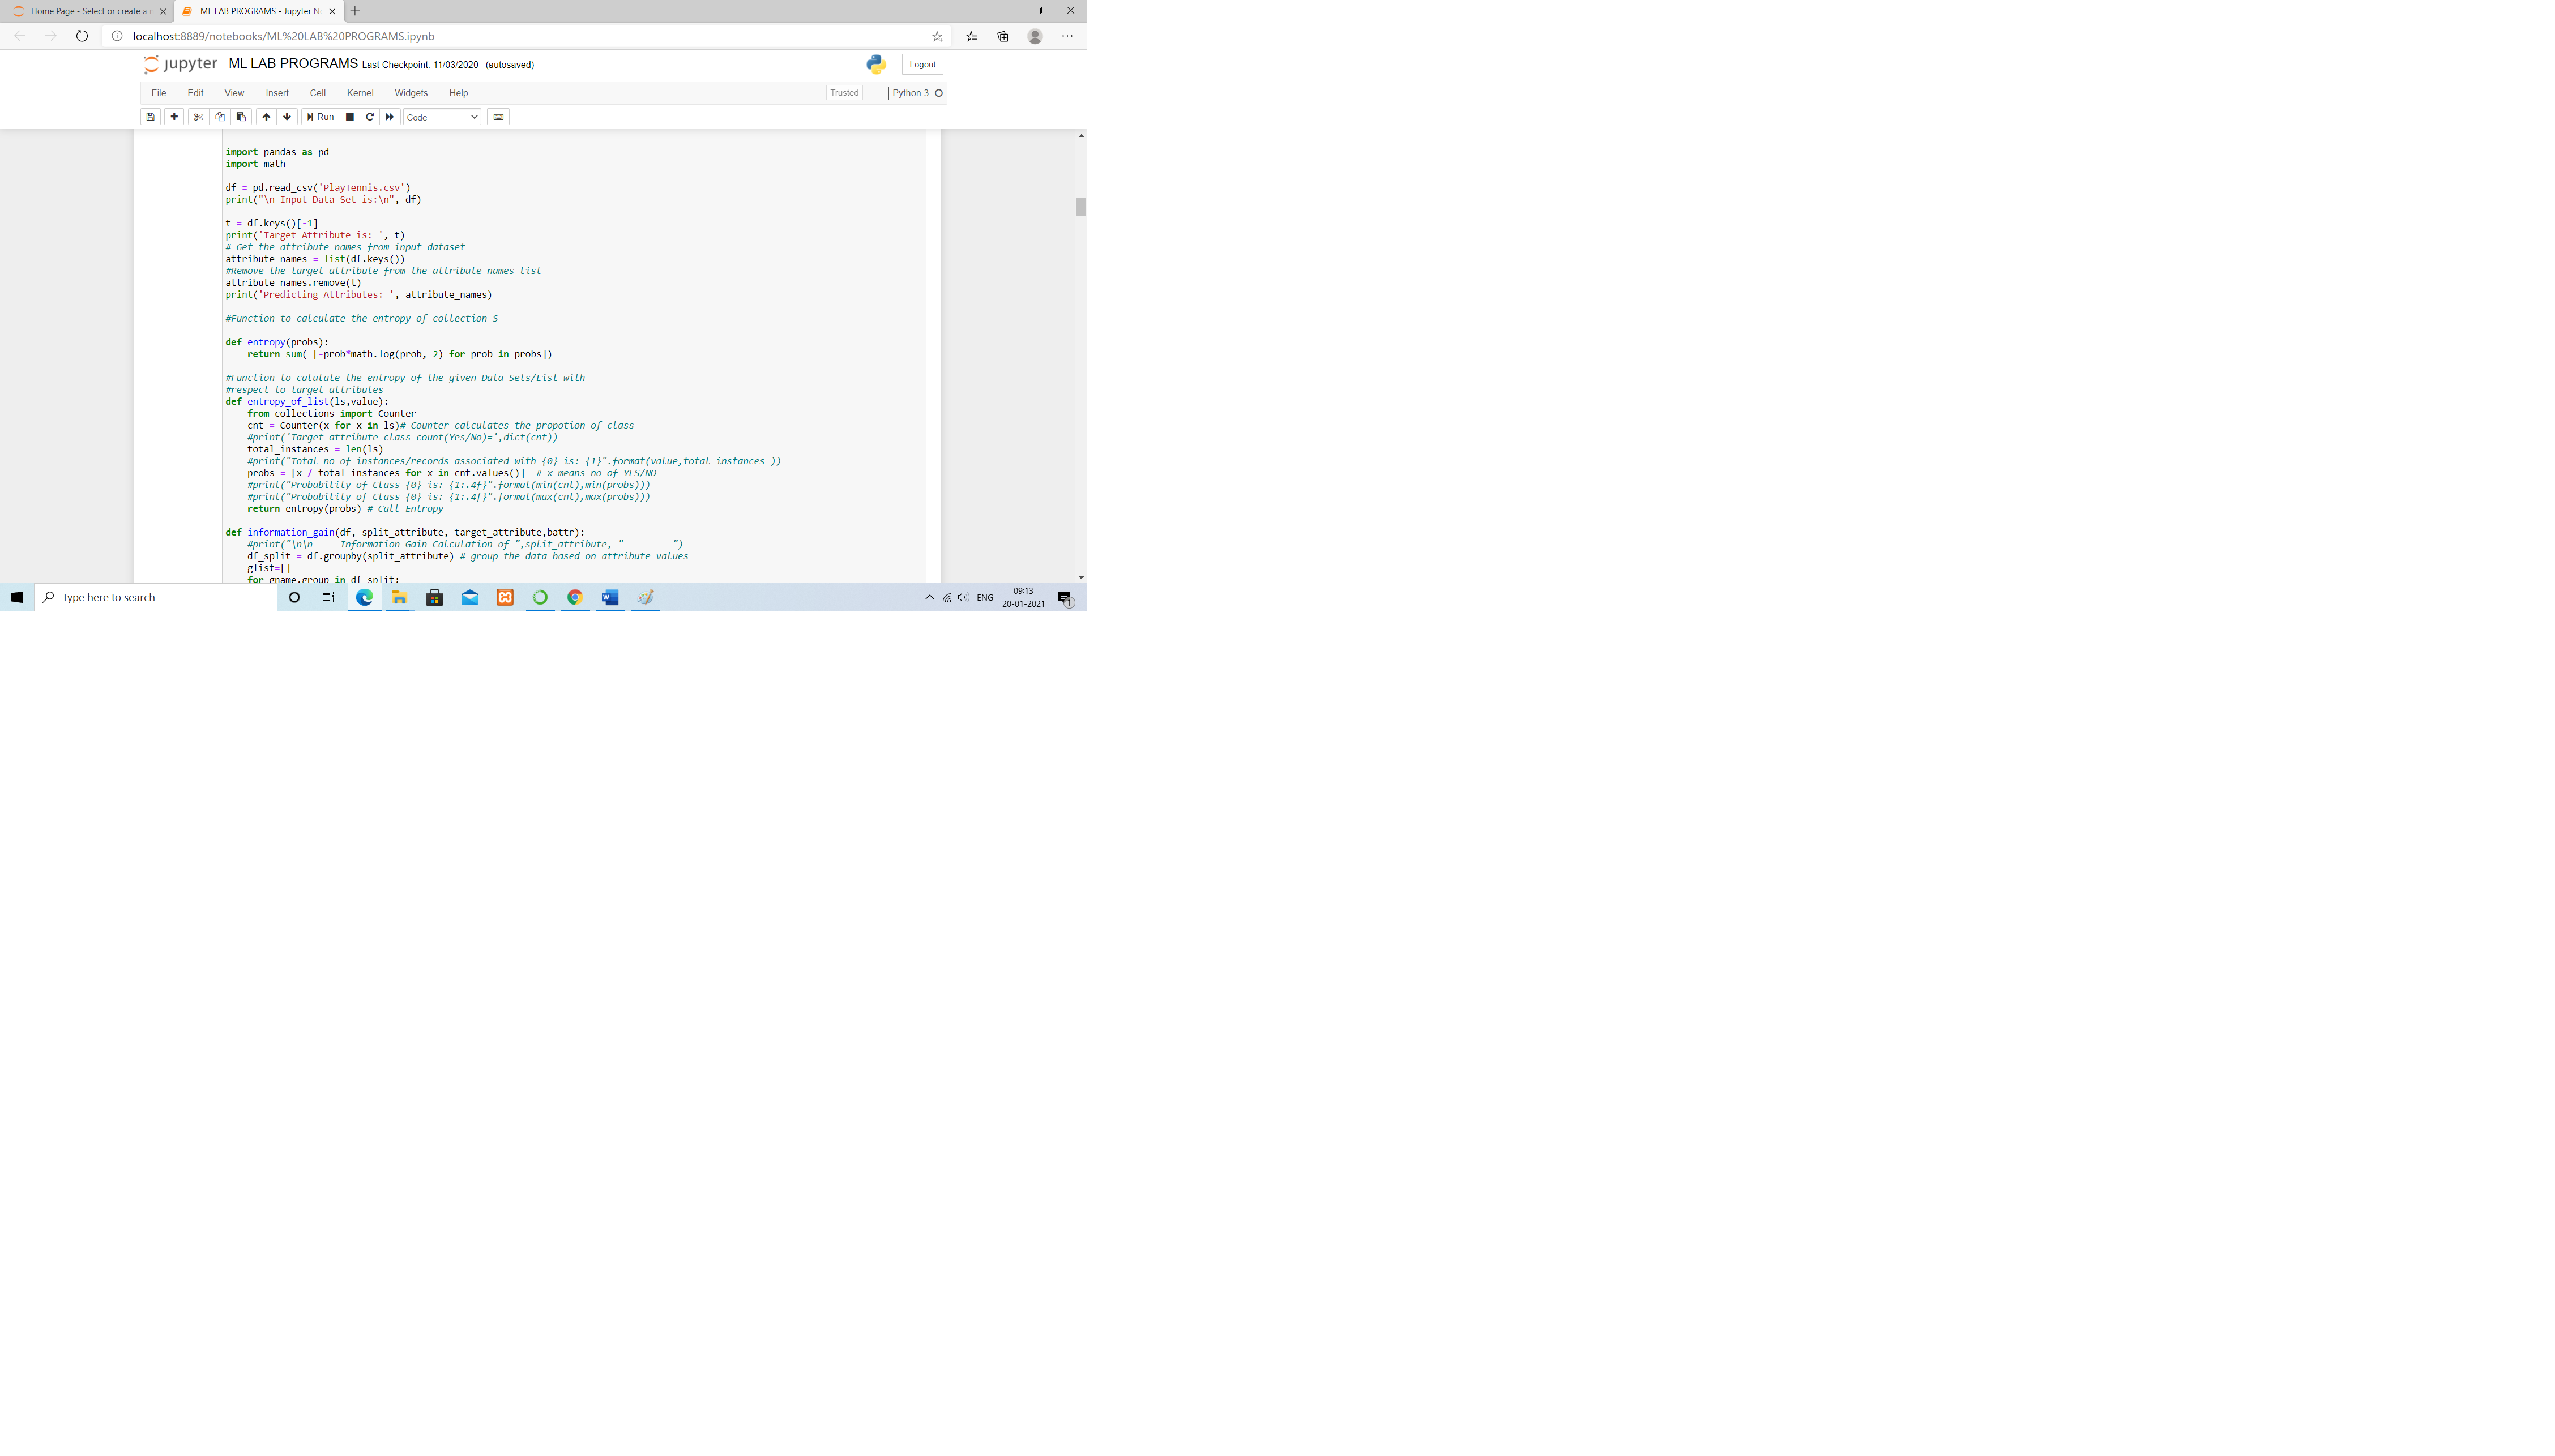 Home Page - Select or create a n
ML LAB PROGRAMS - Jupyter No
localhost:8889/notebooks/ML%20LAB%20PROGRAMS.ipynb
jupyter ML LAB PROGRAMS Last Checkpoint: 11/03/2020 (autosaved)
Logout
File Edit View Insert Cell Kernel Widgets Help
Trusted
Python 3
Run
Code
import pandas as pd
import math
df = pd.read_csv('PlayTennis.csv')
print("\n Input Data Set is:\n", df)
t = df.keys()[-1]
print('Target Attribute is: ', t)
# Get the attribute names from input dataset
attribute_names = list(df.keys())
#Remove the target attribute from the attribute names list
attribute_names.remove(t)
print('Predicting Attributes: ', attribute_names)
#Function to calculate the entropy of collection S
def entropy(probs):
    return sum( [-prob*math.log(prob, 2) for prob in probs])
#Function to calulate the entropy of the given Data Sets/List with
#respect to target attributes
def entropy_of_list(ls,value):
    from collections import Counter
    cnt = Counter(x for x in ls)# Counter calculates the propotion of class
    #print('Target attribute class count(Yes/No)=',dict(cnt))
    total_instances = len(ls)
    #print("Total no of instances/records associated with {0} is: {1}".format(value,total_instances ))
    probs = [x / total_instances for x in cnt.values()]  # x means no of YES/NO
    #print("Probability of Class {0} is: {1:.4f}".format(min(cnt),min(probs)))
    #print("Probability of Class {0} is: {1:.4f}".format(max(cnt),max(probs)))
    return entropy(probs) # Call Entropy
def information_gain(df, split_attribute, target_attribute,battr):
    #print("\n\n-----Information Gain Calculation of ",split_attribute, " --------")
    df_split = df.groupby(split_attribute) # group the data based on attribute values
    glist=[]
    for gname,group in df_split:
Type here to search
ENG
09:13
20-01-2021
1